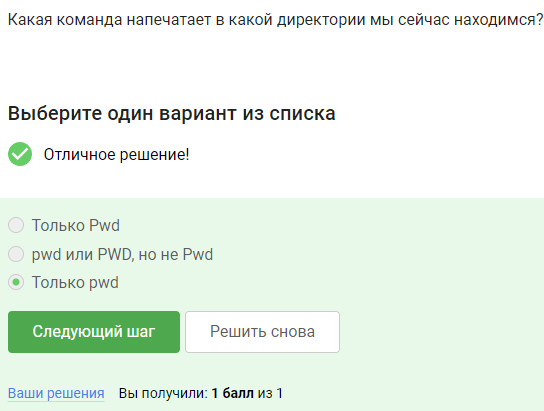 Какая команда напечатает в какой директории мы сейчас находимся?
Выберите один вариант из списка
Отличное решение!
Только Pwd
pwd или PWD, но не Pwd
Только pwd
Следующий шаг
Решить снова
Ваши решения Вы получили: 1 балл из 1